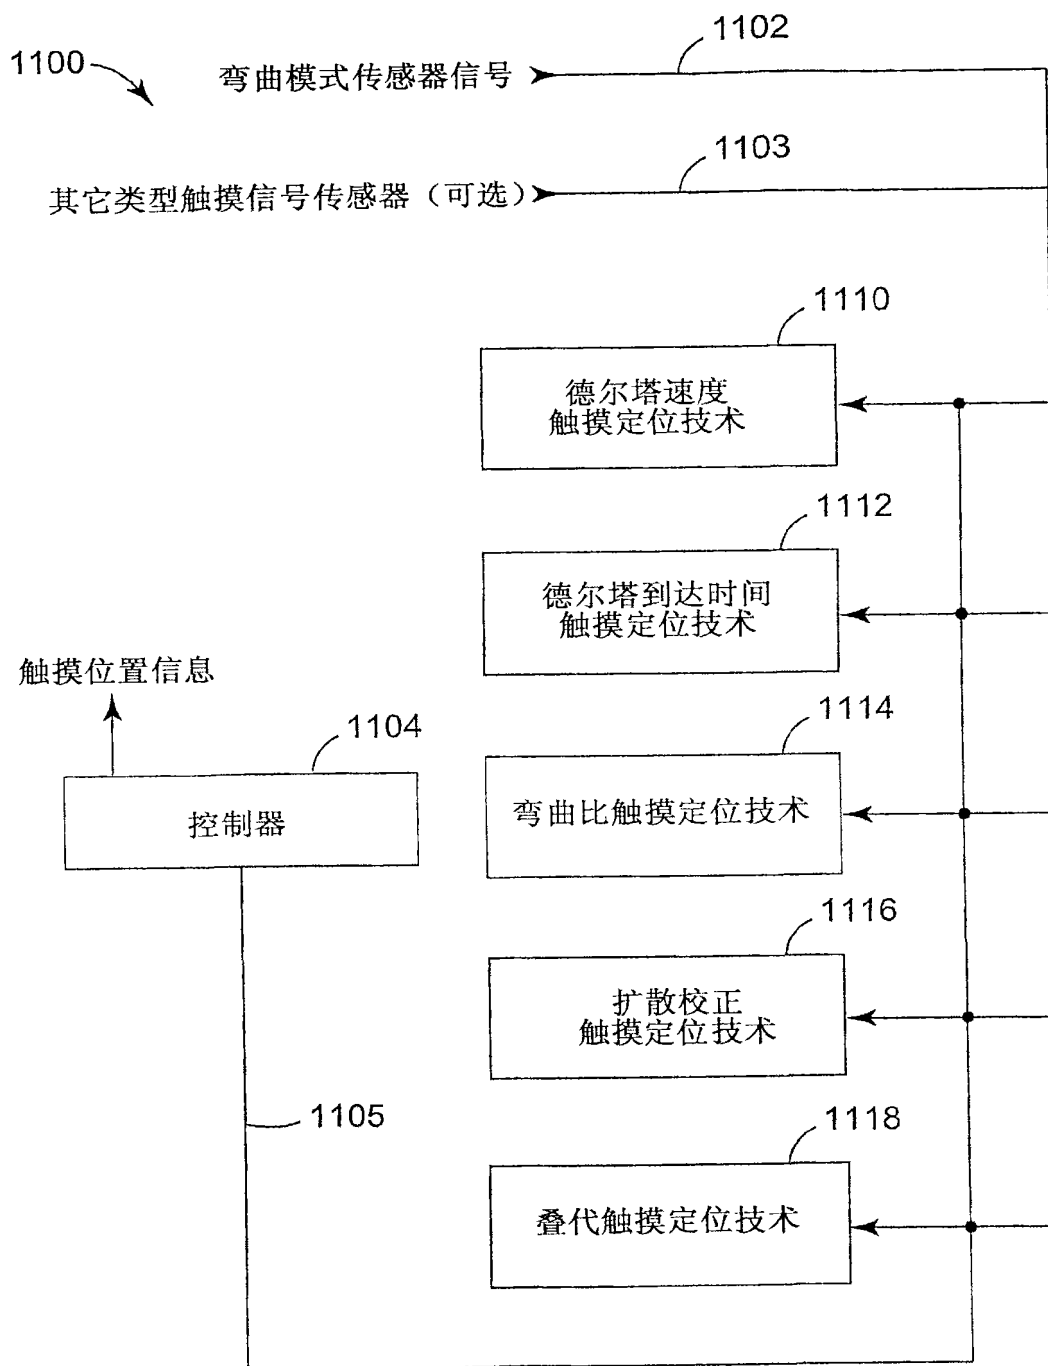 1102
1100
弯曲模式传感器信号
1103
其它类型触摸信号传感器（可选）
1110
德尔塔速度
触摸定位技术
1112
德尔塔到达时间
触摸定位技术
触摸位置信息
1104
1114
控制器
弯曲比触摸定位技术
1116
扩散校正
触摸定位技术
1105
1118
叠代触摸定位技术